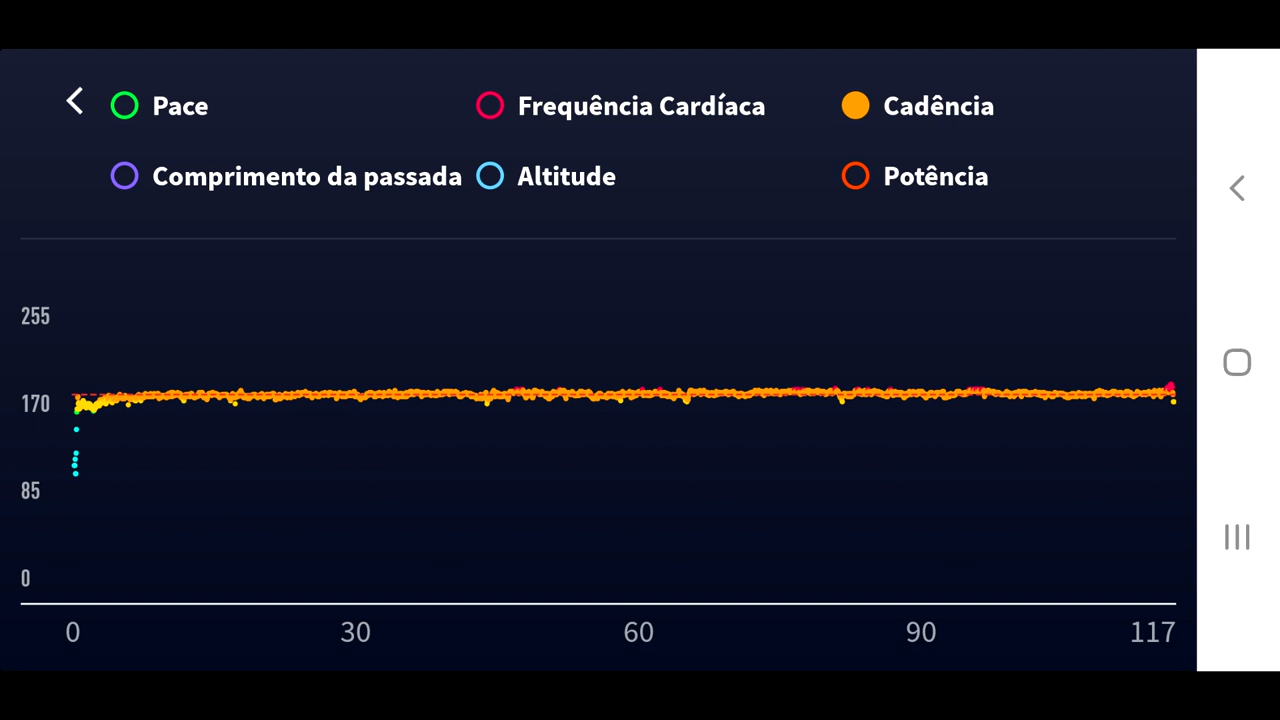 Pace
Frequência Cardíaca
Cadência
Comprimento da passada
Altitude
Potência
255
170
85
0
0 30 60 90 117